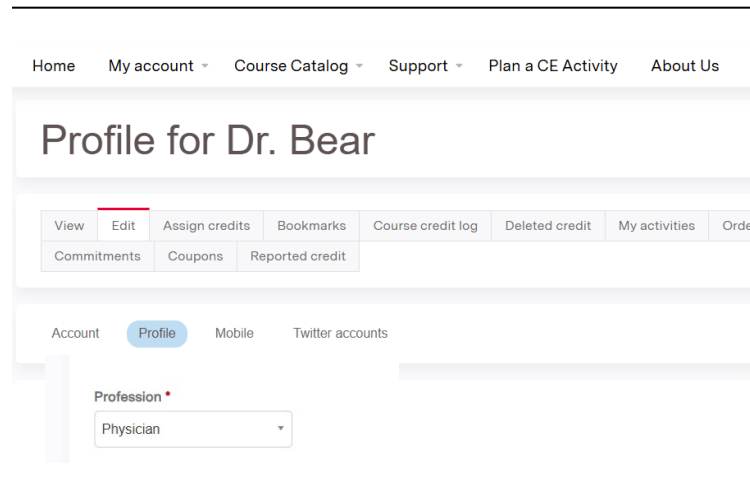 Home My account Course Catalog Support Plan a CE Activity About Us
Profile for Dr. Bear
View Edit Assign credits Bookmarks Course credit log Deleted credit My activities Orde
Commitments Coupons Reported credit
Account Profile Mobile Twitter accounts
Profession *
Physician